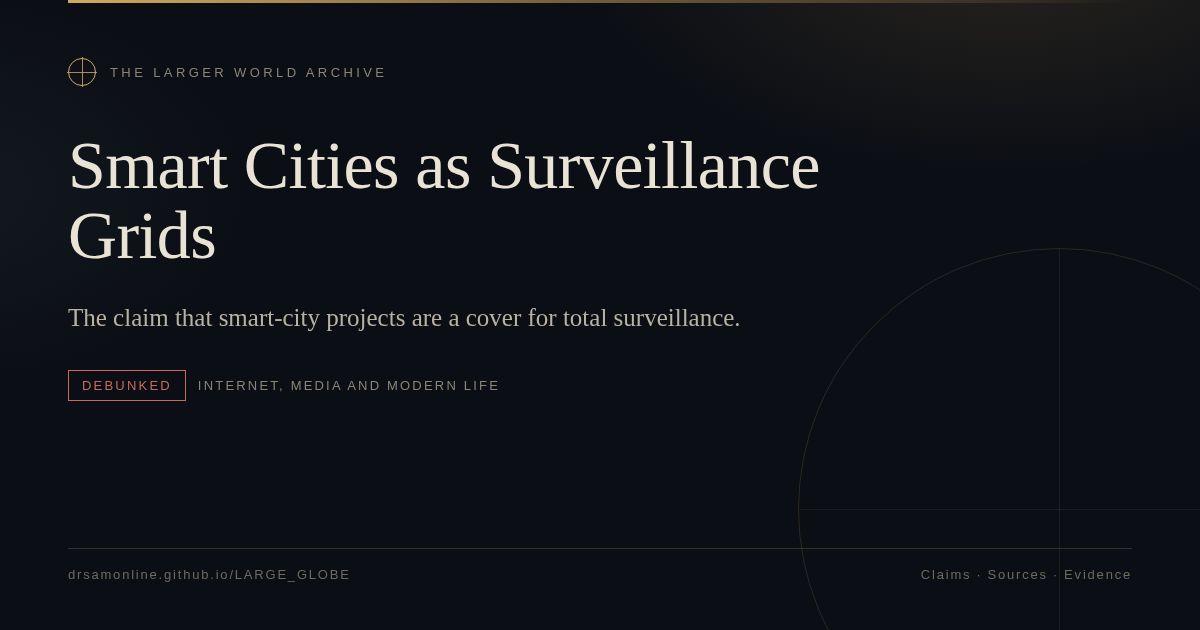 THE LARGER WORLD ARCHIVE
Smart Cities as Surveillance
Grids
The claim that smart-city projects are a cover for total surveillance.
DEBUNKED INTERNET, MEDIA AND MODERN LIFE
drsamonline.github.io/LARGE_GLOBE Claims · Sources · Evidence